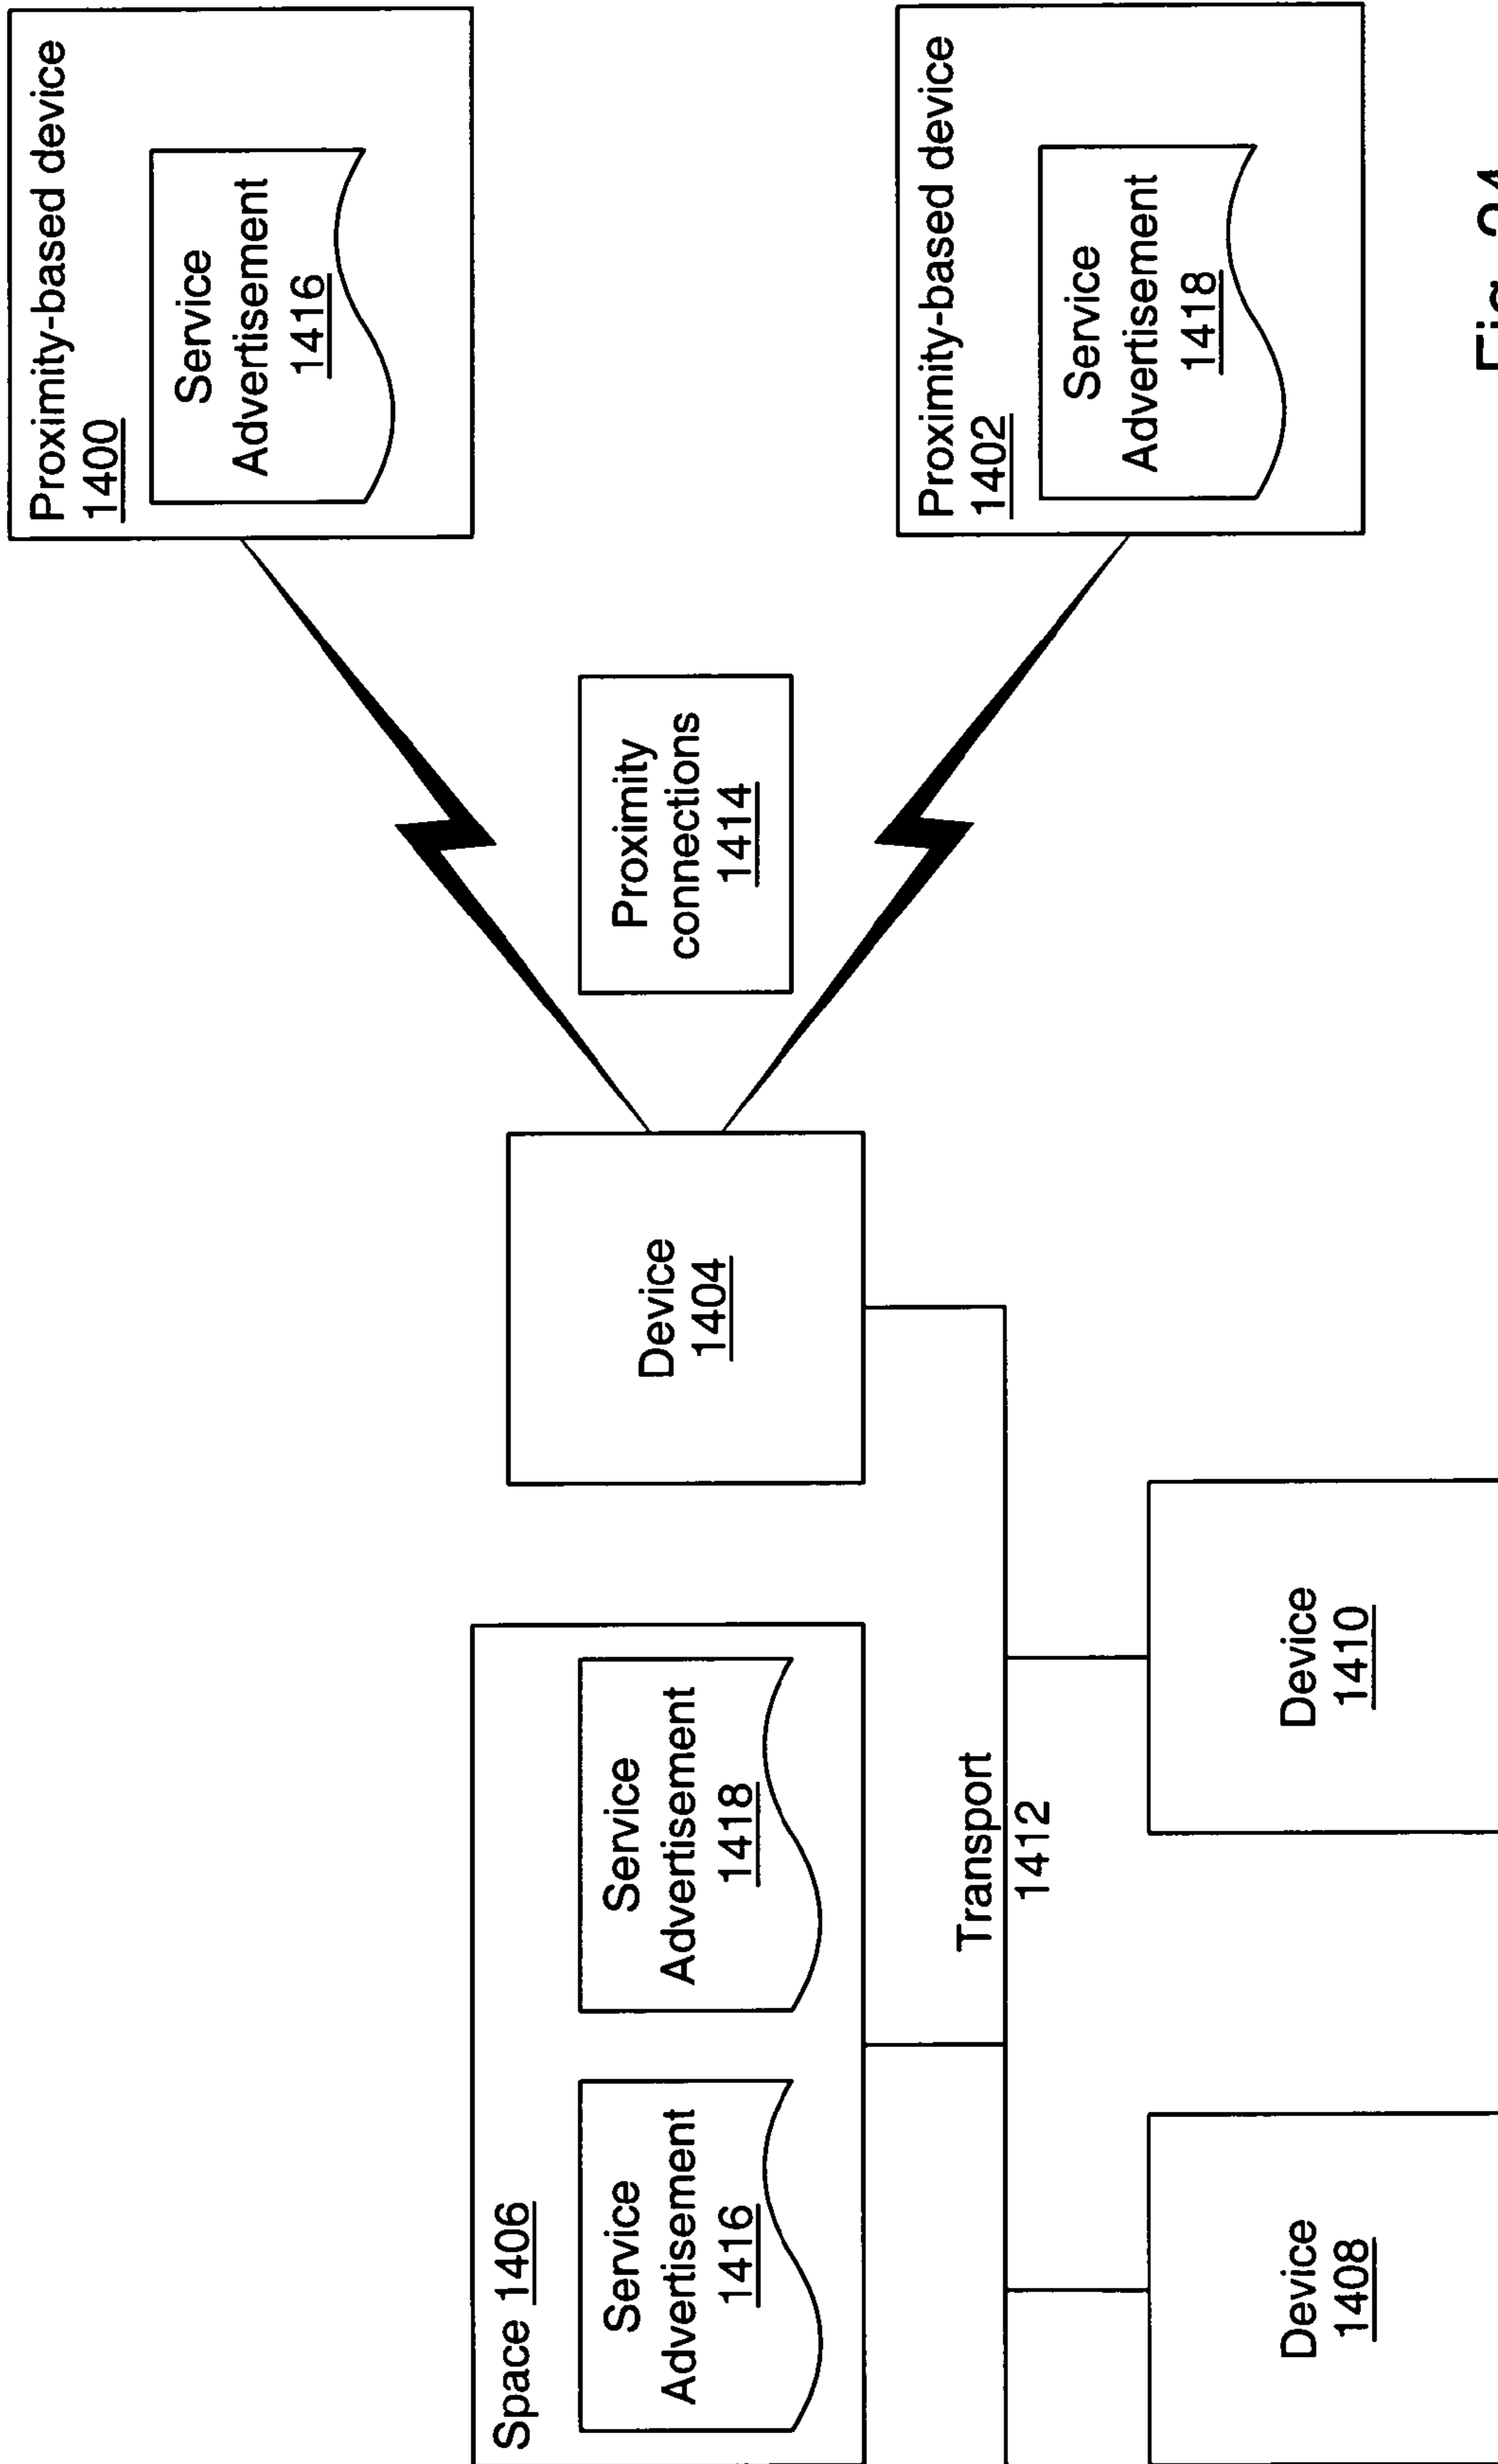 Space 1406
Service
Advertisement
1416
Service
Advertisement
1418
Device
1404
Proximity
connections
1414
Proximity-based device
1400
Service
Advertisement
1416
Proximity-based device
1402
Service
Advertisement
1418
Transport
1412
Device
1408
Device
1410
Fig.